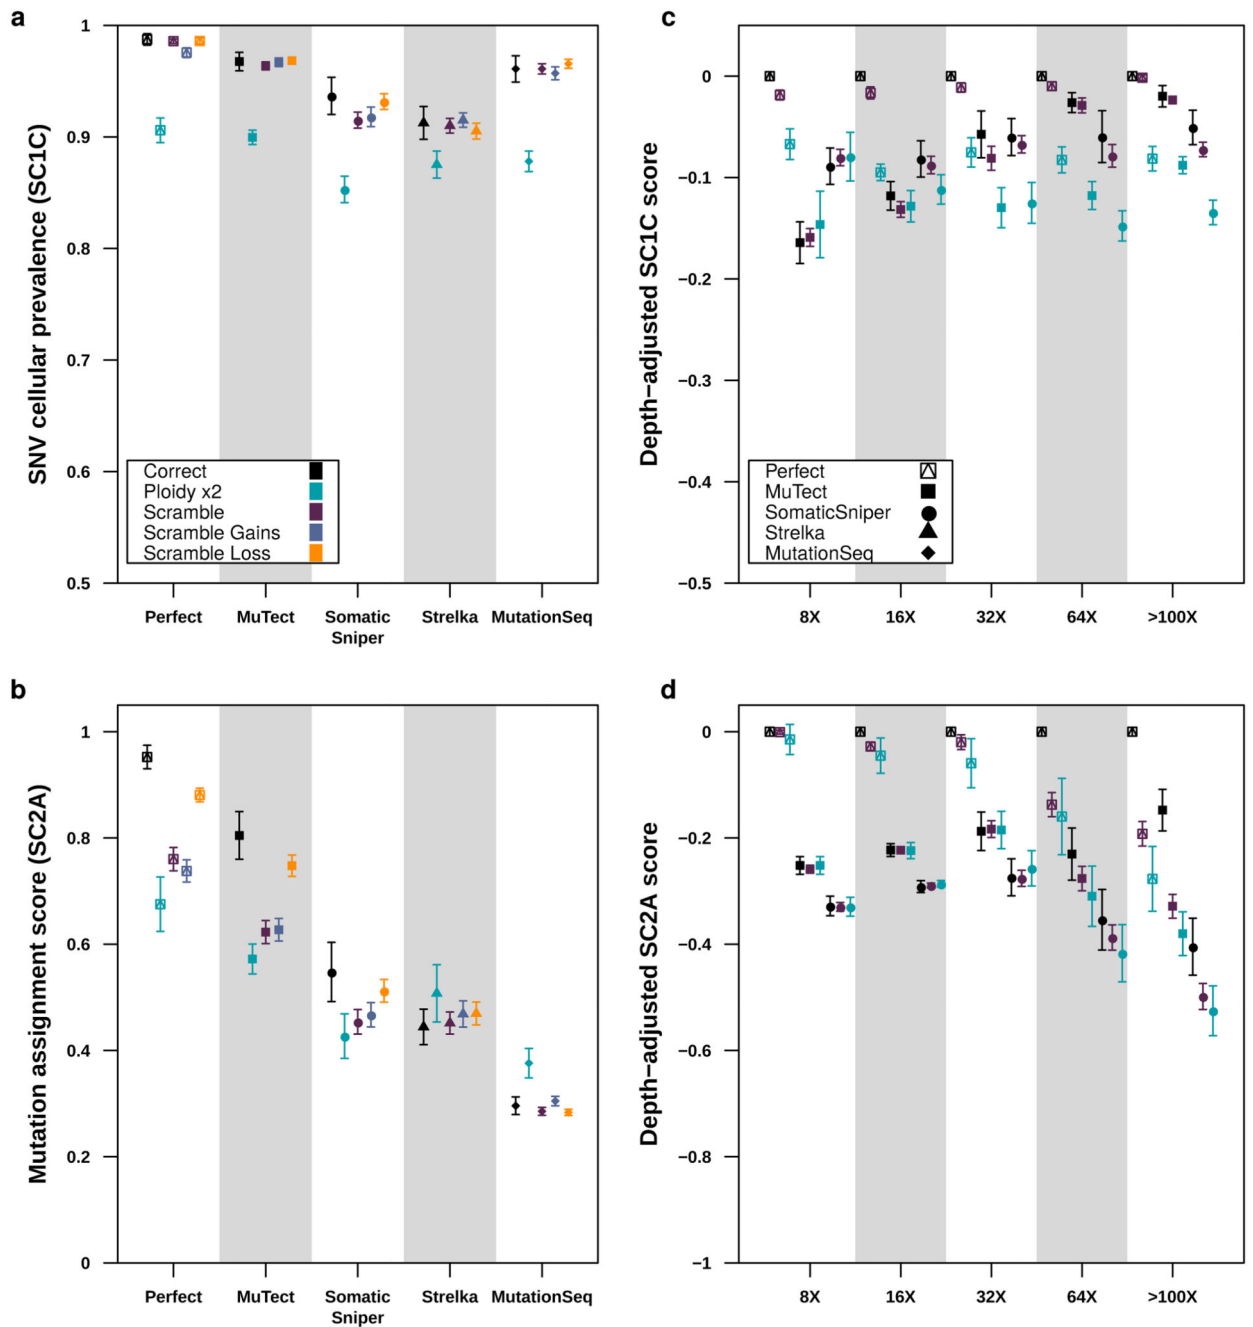 a
SNV cellular prevalence (SC1C)
1
0.9
0.8
0.7
0.6
0.5
Correct
Ploidy x2
Scramble
Scramble Gains
Scramble Loss
Perfect MuTect Somatic Sniper Strelka MutationSeq
c
Depth−adjusted SC1C score
0
−0.1
−0.2
−0.3
−0.4
−0.5
Perfect
MuTect
SomaticSniper
Strelka
MutationSeq
8X 16X 32X 64X >100X
b
Mutation assignment score (SC2A)
1
0.8
0.6
0.4
0.2
0
Perfect MuTect Somatic Sniper Strelka MutationSeq
d
Depth−adjusted SC2A score
0
−0.2
−0.4
−0.6
−0.8
−1
8X 16X 32X 64X >100X